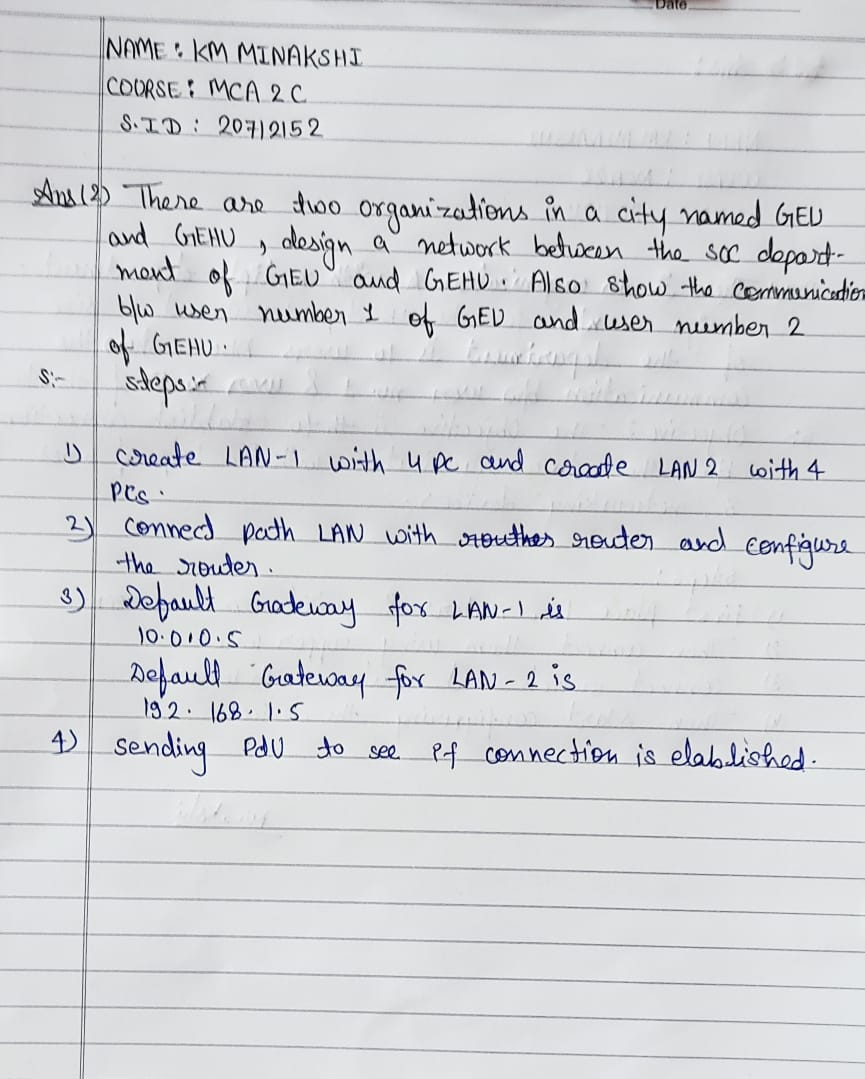 Date
NAME : KM MINAKSHI
COURSE : MCA 2 C
S.ID : 20712152
Ans(2) There are two organizations in a city named GEU
and GEHU, design a network between the soc depart-
ment of GEU and GEHU. Also show the communication
b/w user number 1 of GEU and user number 2
of GEHU.
S:- steps:-
1) create LAN-1 with 4 PC and create LAN 2 with 4
PCs.
2) connect path LAN with router and configure
the router.
3) Default Gateway for LAN-1 is
10.0.0.5
Default Gateway for LAN-2 is
192.168.1.5
4) sending PdU to see if connection is elablished.